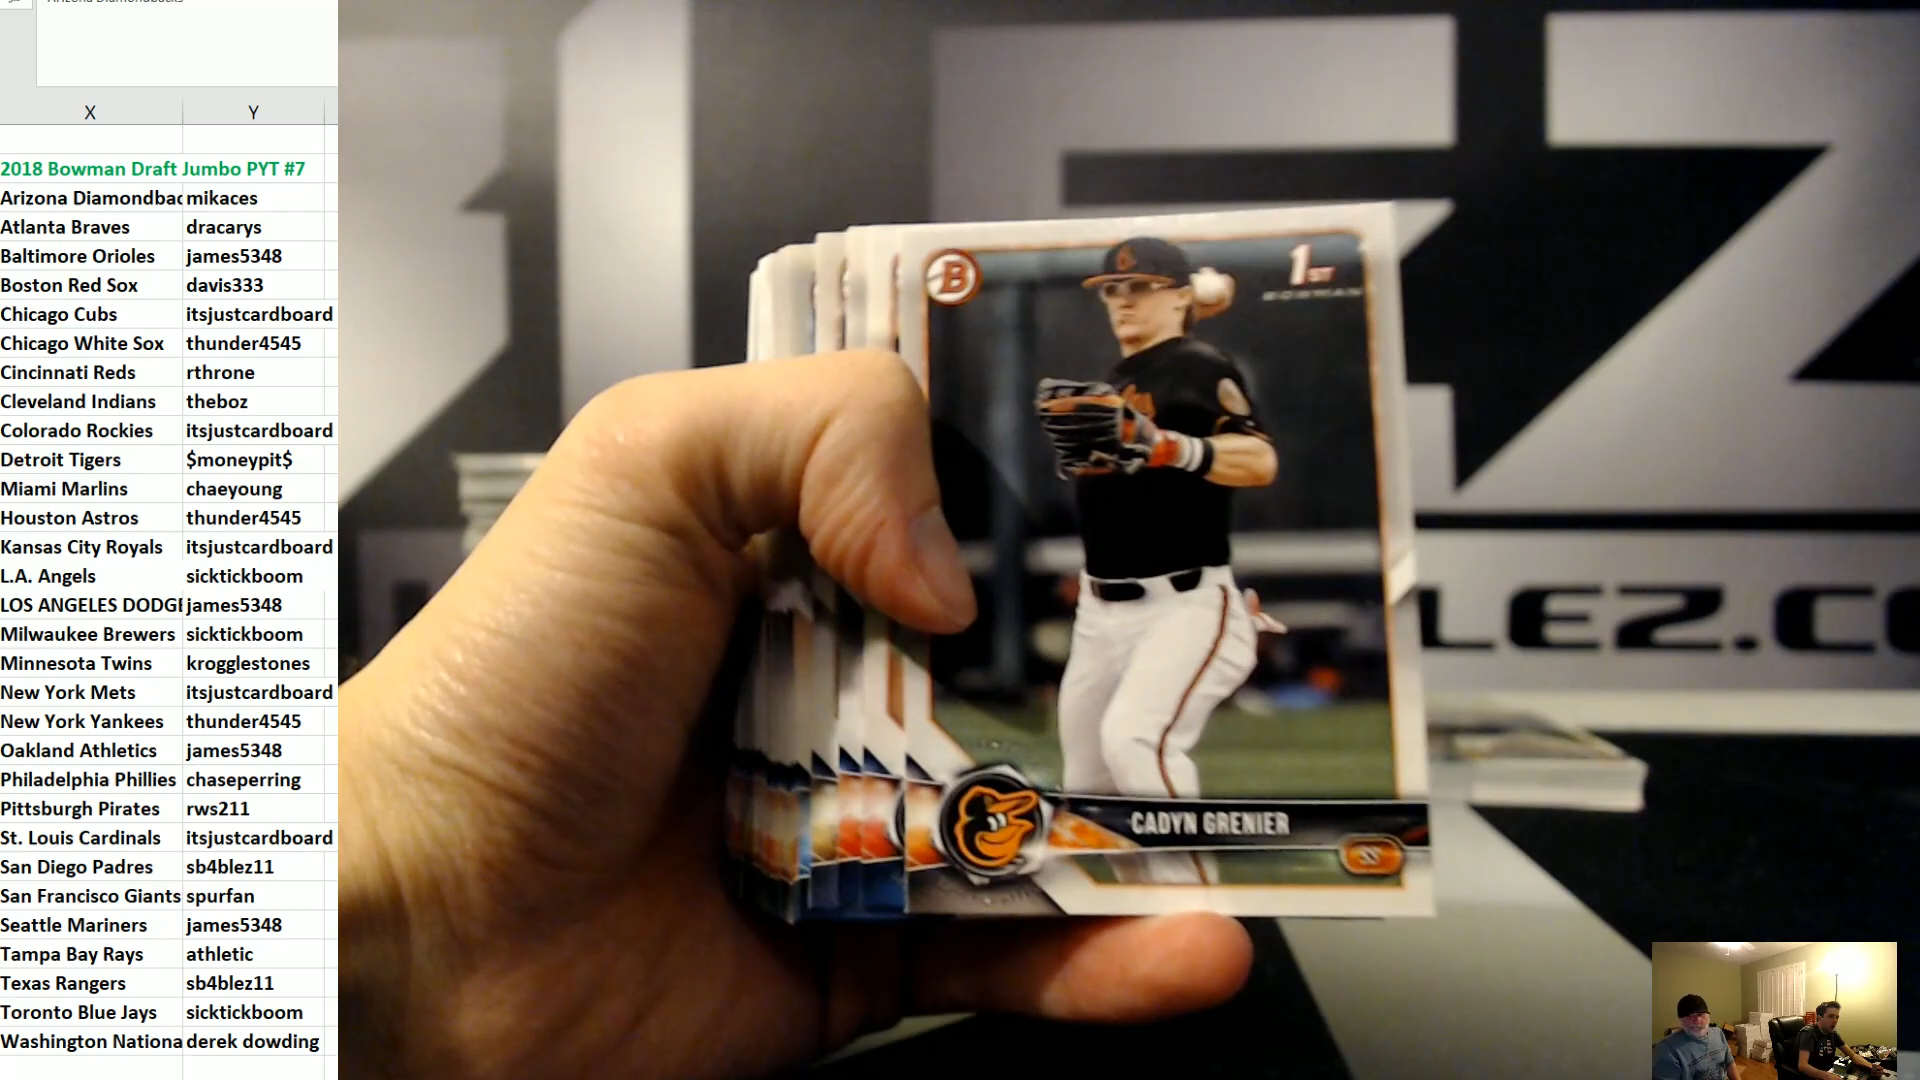 X Y
2018 Bowman Draft Jumbo PYT #7
Arizona Diamondbac mikaces
Atlanta Braves dracarys
Baltimore Orioles james5348
Boston Red Sox davis333
Chicago Cubs itsjustcardboard
Chicago White Sox thunder4545
Cincinnati Reds rthrone
Cleveland Indians theboz
Colorado Rockies itsjustcardboard
Detroit Tigers $moneypit$
Miami Marlins chaeyoung
Houston Astros thunder4545
Kansas City Royals itsjustcardboard
L.A. Angels sicktickboom
LOS ANGELES DODGE james5348
Milwaukee Brewers sicktickboom
Minnesota Twins krogglestones
New York Mets itsjustcardboard
New York Yankees thunder4545
Oakland Athletics james5348
Philadelphia Phillies chaseperring
Pittsburgh Pirates rws211
St. Louis Cardinals itsjustcardboard
San Diego Padres sb4blez11
San Francisco Giants spurfan
Seattle Mariners james5348
Tampa Bay Rays athletic
Texas Rangers sb4blez11
Toronto Blue Jays sicktickboom
Washington Nationa derek dowding
B
1ST
BOWMAN
CADYN GRENIER
SS
EZ
LEZ.CO